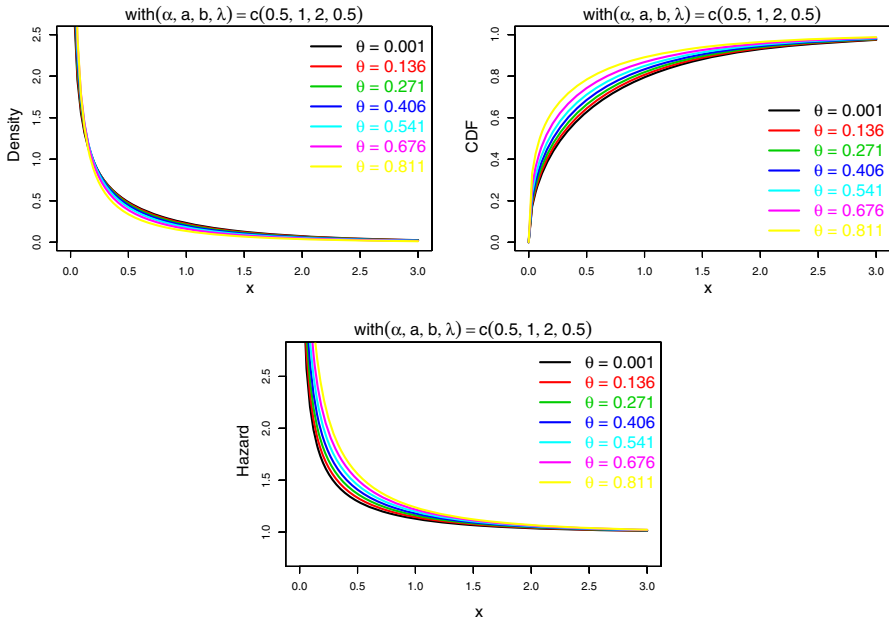 with(α, a, b, λ) = c(0.5, 1, 2, 0.5)
Density
2.5
2.0
1.5
1.0
0.5
0.0
θ = 0.001
θ = 0.136
θ = 0.271
θ = 0.406
θ = 0.541
θ = 0.676
θ = 0.811
0.0 0.5 1.0 1.5 2.0 2.5 3.0
x
with(α, a, b, λ) = c(0.5, 1, 2, 0.5)
CDF
1.0
0.8
0.6
0.4
0.2
0.0
θ = 0.001
θ = 0.136
θ = 0.271
θ = 0.406
θ = 0.541
θ = 0.676
θ = 0.811
0.0 0.5 1.0 1.5 2.0 2.5 3.0
x
with(α, a, b, λ) = c(0.5, 1, 2, 0.5)
Hazard
2.5
2.0
1.5
1.0
θ = 0.001
θ = 0.136
θ = 0.271
θ = 0.406
θ = 0.541
θ = 0.676
θ = 0.811
0.0 0.5 1.0 1.5 2.0 2.5 3.0
x